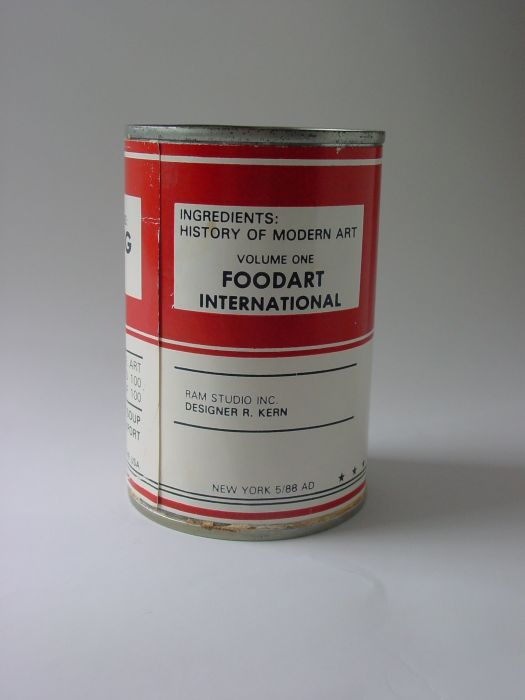 INGREDIENTS:
HISTORY OF MODERN ART
VOLUME ONE
FOODART
INTERNATIONAL
RAM STUDIO INC.
DESIGNER R. KERN
NEW YORK 5/88 AD
G
ART
100
100
OUP
PORT
USA